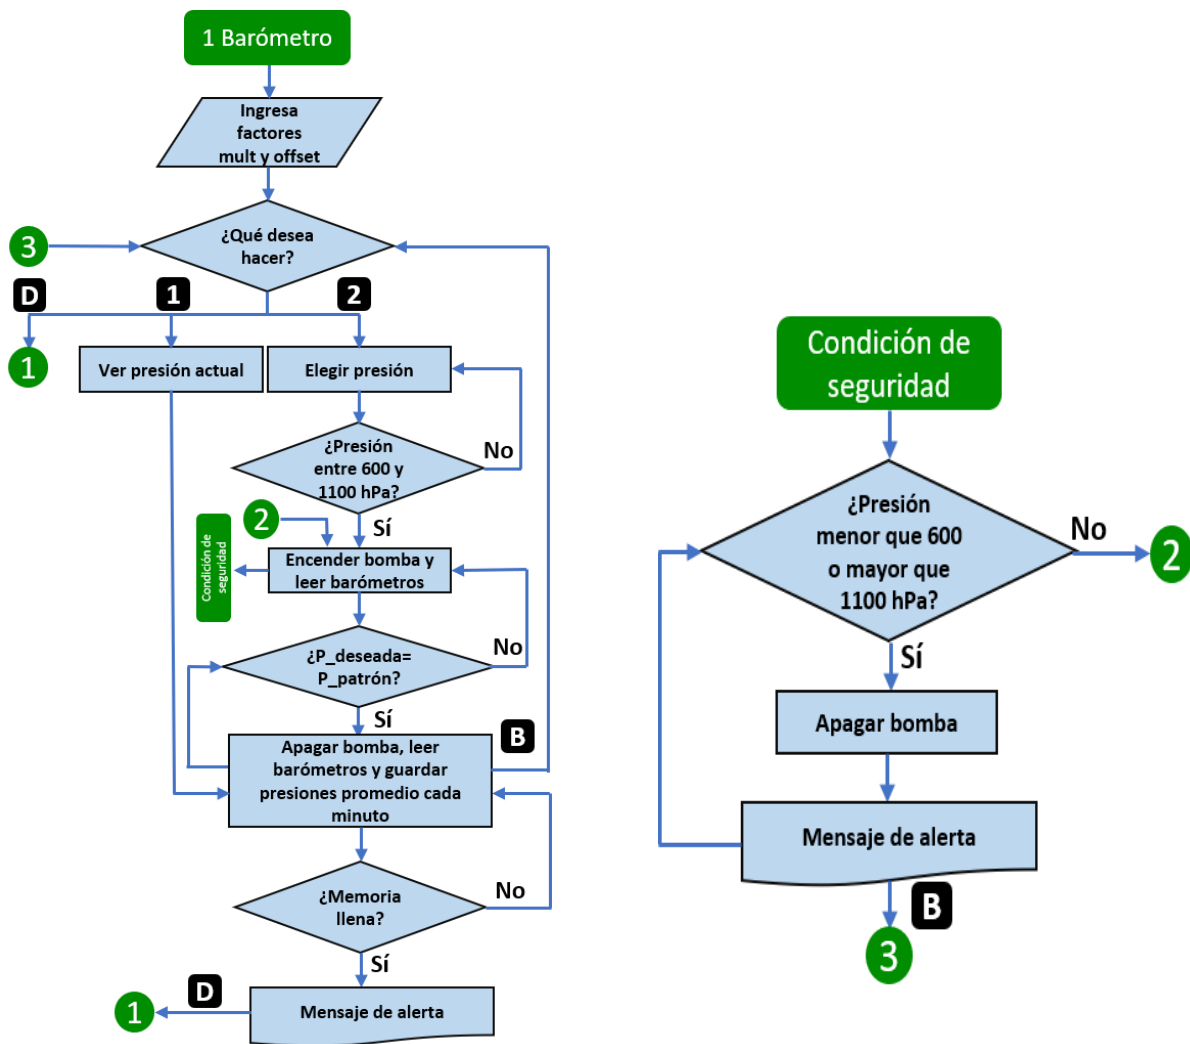 1 Barómetro
Ingresa
factores
mult y offset
3
¿Qué desea
hacer?
D
1
2
1
Ver presión actual
Elegir presión
¿Presión
entre 600 y
1100 hPa?
No
Sí
2
Condición de
seguridad
Encender bomba y
leer barómetros
¿P_deseada=
P_patrón?
No
Sí
B
Apagar bomba, leer
barómetros y guardar
presiones promedio cada
minuto
¿Memoria
llena?
No
Sí
D
1
Mensaje de alerta
Condición de
seguridad
¿Presión
menor que 600
o mayor que
1100 hPa?
No
2
Sí
Apagar bomba
Mensaje de alerta
B
3